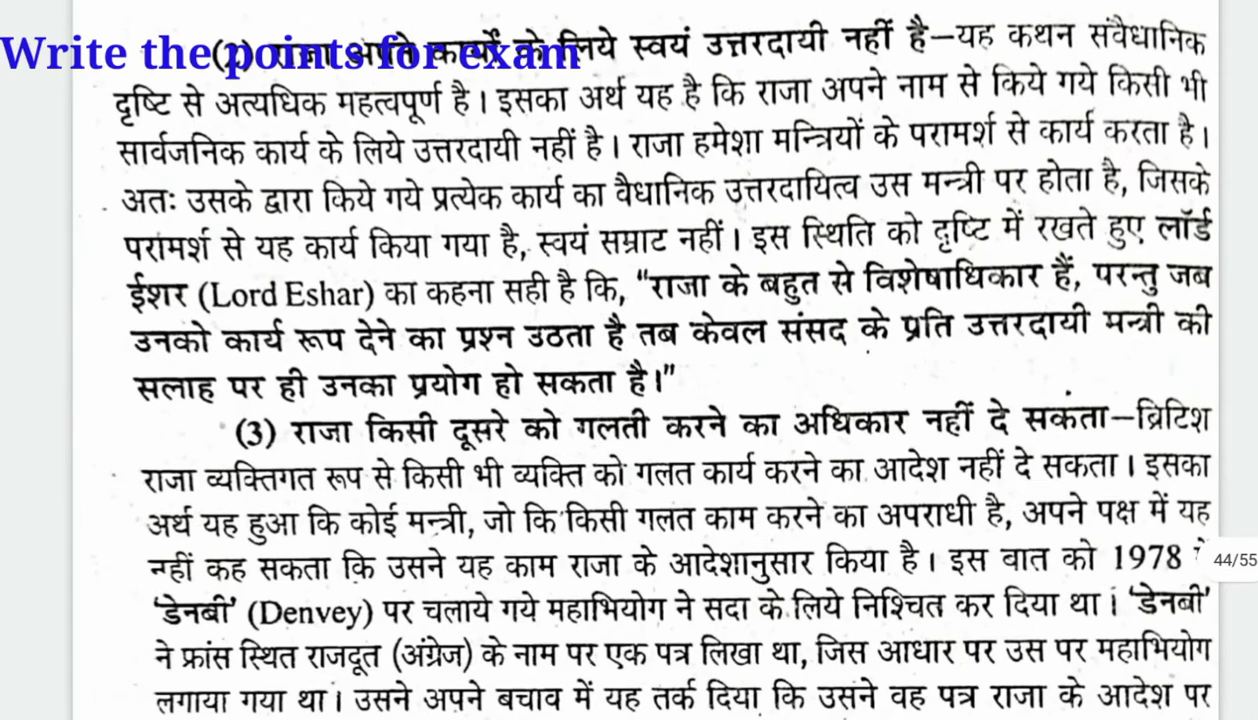 Write the points for exam
(2) राजा अपने कार्यों के लिये स्वयं उत्तरदायी नहीं है—यह कथन संवैधानिक
दृष्टि से अत्यधिक महत्वपूर्ण है। इसका अर्थ यह है कि राजा अपने नाम से किये गये किसी भी
सार्वजनिक कार्य के लिये उत्तरदायी नहीं है। राजा हमेशा मन्त्रियों के परामर्श से कार्य करता है।
अतः उसके द्वारा किये गये प्रत्येक कार्य का वैधानिक उत्तरदायित्व उस मन्त्री पर होता है, जिसके
परामर्श से यह कार्य किया गया है, स्वयं सम्राट नहीं। इस स्थिति को दृष्टि में रखते हुए लॉर्ड
ईशर (Lord Eshar) का कहना सही है कि, “राजा के बहुत से विशेषाधिकार हैं, परन्तु जब
उनको कार्य रूप देने का प्रश्न उठता है तब केवल संसद के प्रति उत्तरदायी मन्त्री की
सलाह पर ही उनका प्रयोग हो सकता है।”
(3) राजा किसी दूसरे को गलती करने का अधिकार नहीं दे सकता—ब्रिटिश
राजा व्यक्तिगत रूप से किसी भी व्यक्ति को गलत कार्य करने का आदेश नहीं दे सकता। इसका
अर्थ यह हुआ कि कोई मन्त्री, जो कि किसी गलत काम करने का अपराधी है, अपने पक्ष में यह
नहीं कह सकता कि उसने यह काम राजा के आदेशानुसार किया है। इस बात को 1978
44/55
‘डेनबी’ (Denvey) पर चलाये गये महाभियोग ने सदा के लिये निश्चित कर दिया था। ‘डेनबी’
ने फ्रांस स्थित राजदूत (अंग्रेज) के नाम पर एक पत्र लिखा था, जिस आधार पर उस पर महाभियोग
लगाया गया था। उसने अपने बचाव में यह तर्क दिया कि उसने वह पत्र राजा के आदेश पर